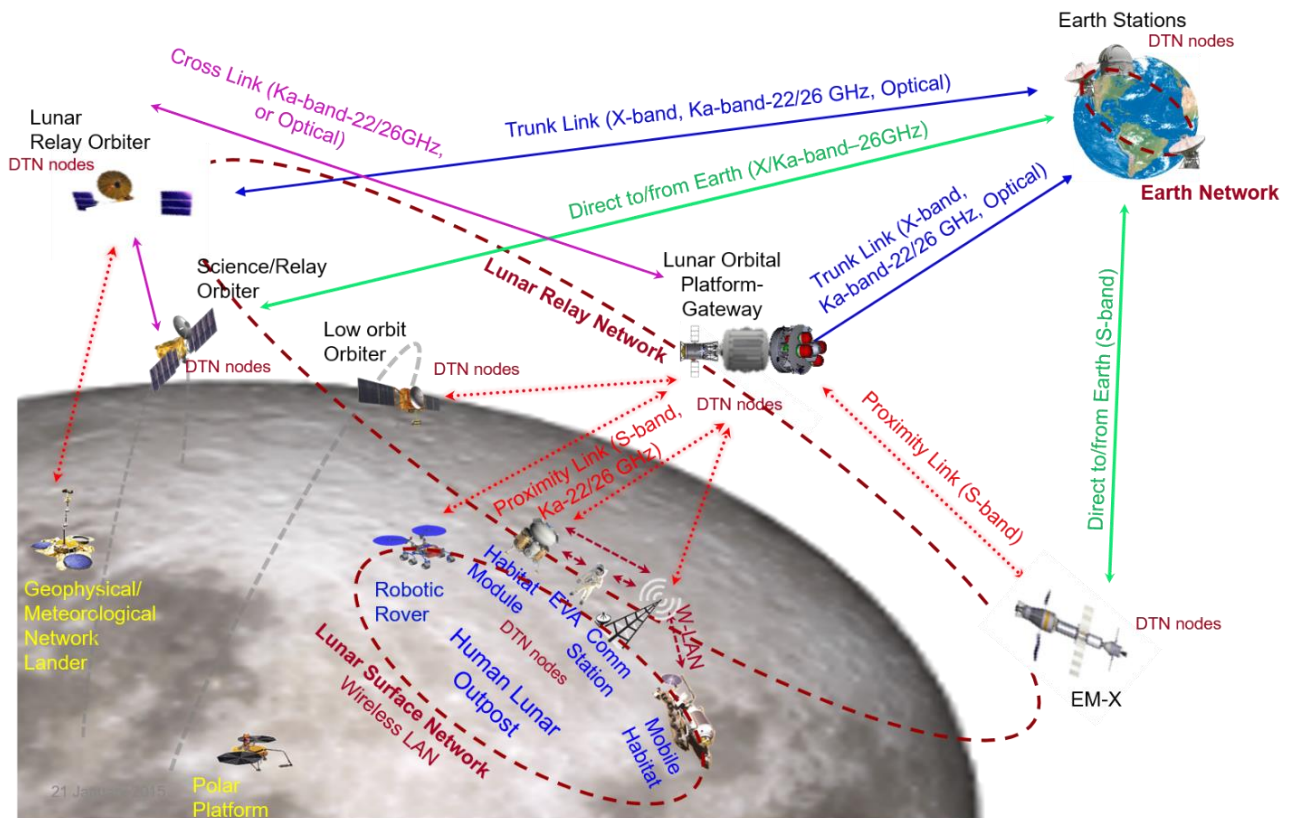 Earth Stations
DTN nodes
Cross Link (Ka-band-22/26GHz,
or Optical)
Trunk Link (X-band, Ka-band-22/26 GHz, Optical)
Lunar
Relay Orbiter
DTN nodes
Direct to/from Earth (X/Ka-band–26GHz)
Earth Network
Trunk Link (X-band,
Ka-band-22/26 GHz, Optical)
Science/Relay
Orbiter
DTN nodes
Lunar Relay Network
Lunar Orbital
Platform-
Gateway
DTN nodes
Low orbit
Orbiter
DTN nodes
Proximity Link (S-band,
Ka-22/26 GHz)
Proximity Link (S-band)
Direct to/from Earth (S-band)
Geophysical/
Meteorological
Network
Lander
Robotic
Rover
Habitat
Module
EVA
Comm
Station
W-LAN
DTN nodes
Human Lunar
Outpost
Lunar Surface Network
Wireless LAN
Mobile
Habitat
DTN nodes
EM-X
Polar
Platform
21 January 2015